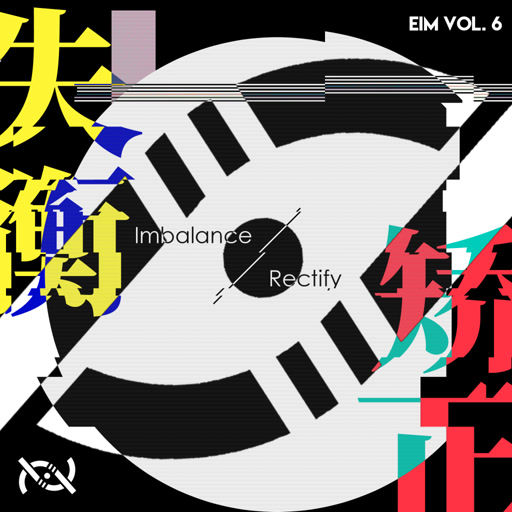 EIM VOL. 6
失衡
Imbalance
Rectify
矫正